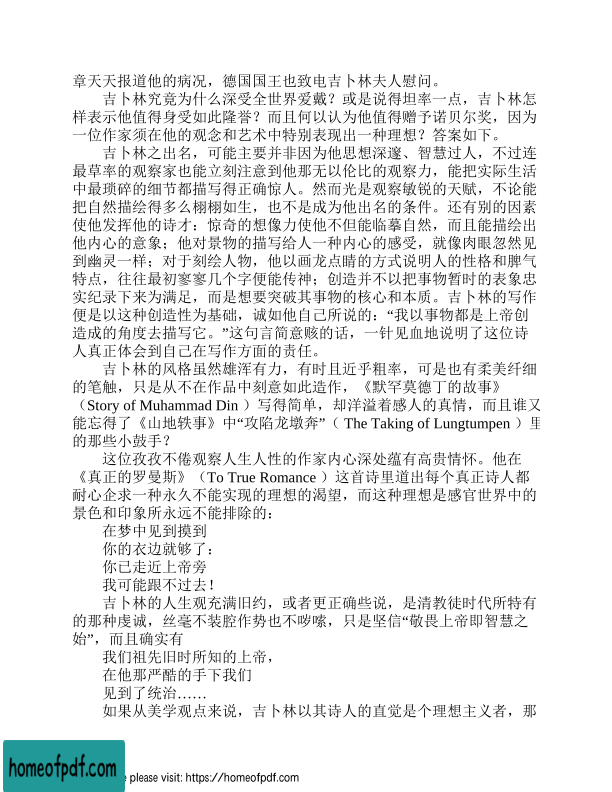 章天天报道他的病况，德国国王也致电吉卜林夫人慰问。
吉卜林究竟为什么深受全世界爱戴？或是说得坦率一点，吉卜林怎
样表示他值得身受如此隆誉？而且何以认为他值得赠予诺贝尔奖，因为
一位作家须在他的观念和艺术中特别表现出一种理想？答案如下。
吉卜林之出名，可能主要并非因为他思想深邃、智慧过人，不过连
最草率的观察家也能立刻注意到他那无以伦比的观察力，能把实际生活
中最琐碎的细节都描写得正确惊人。然而光是观察敏锐的天赋，不论能
把自然描绘得多么栩栩如生，也不是成为他出名的条件。还有别的因素
使他发挥他的诗才：惊奇的想像力使他不但能临摹自然，而且能描绘出
他内心的意象；他对景物的描写给人一种内心的感受，就像肉眼忽然见
到幽灵一样；对于刻绘人物，他以画龙点睛的方式说明人的性格和脾气
特点，往往最初寥寥几个字便能传神；创造并不以把事物暂时的表象忠
实纪录下来为满足，而是想要突破其事物的核心和本质。吉卜林的写作
便是以这种创造性为基础，诚如他自己所说的：“我以事物都是上帝创
造成的角度去描写它。”这句言简意赅的话，一针见血地说明了这位诗
人真正体会到自己在写作方面的责任。
吉卜林的风格虽然雄浑有力，有时且近乎粗率，可是也有柔美纤细
的笔触，只是从不在作品中刻意如此造作，《默罕莫德丁的故事》
（Story of Muhammad Din ）写得简单，却洋溢着感人的真情，而且谁又
能忘得了《山地轶事》中“攻陷龙墩奔”（ The Taking of Lungtumpen ）里
的那些小鼓手？
这位孜孜不倦观察人生人性的作家内心深处蕴有高贵情怀。他在
《真正的罗曼斯》（To True Romance ）这首诗里道出每个真正诗人都
耐心企求一种永久不能实现的理想的渴望，而这种理想是感官世界中的
景色和印象所永远不能排除的：
在梦中见到摸到
你的衣边就够了：
你已走近上帝旁
我可能跟不过去！
吉卜林的人生观充满旧约，或者更正确些说，是清教徒时代所特有
的那种虔诚，丝毫不装腔作势也不啰嗦，只是坚信“敬畏上帝即智慧之
始”，而且确实有
我们祖先旧时所知的上帝，
在他那严酷的手下我们
见到了统治……
如果从美学观点来说，吉卜林以其诗人的直觉是个理想主义者，那
homeofpdf.com
please visit: https://homeofpdf.com